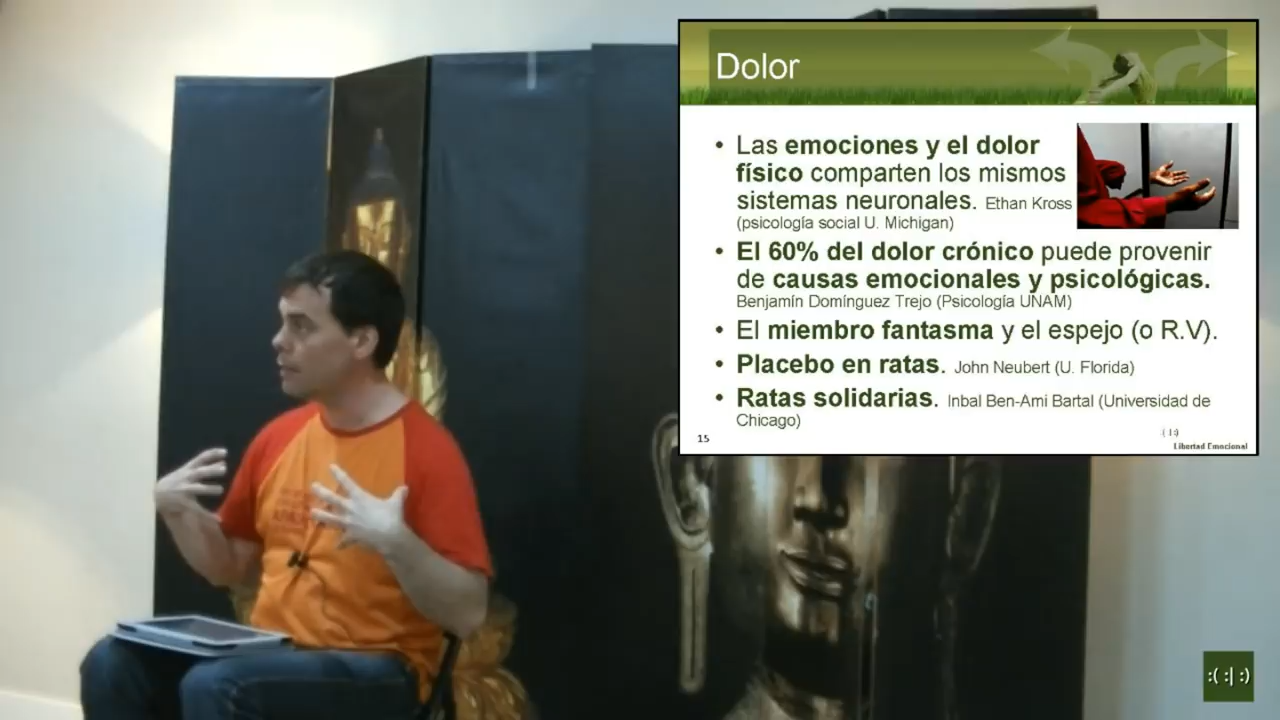 Dolor
• Las emociones y el dolor
físico comparten los mismos
sistemas neuronales. Ethan Kross
(psicología social U. Michigan)
• El 60% del dolor crónico puede provenir
de causas emocionales y psicológicas.
Benjamín Domínguez Trejo (Psicología UNAM)
• El miembro fantasma y el espejo (o R.V).
• Placebo en ratas. John Neubert (U. Florida)
• Ratas solidarias. Inbal Ben-Ami Bartal (Universidad de
Chicago)
15
:( |:)
Libertad Emocional
:( :| :)